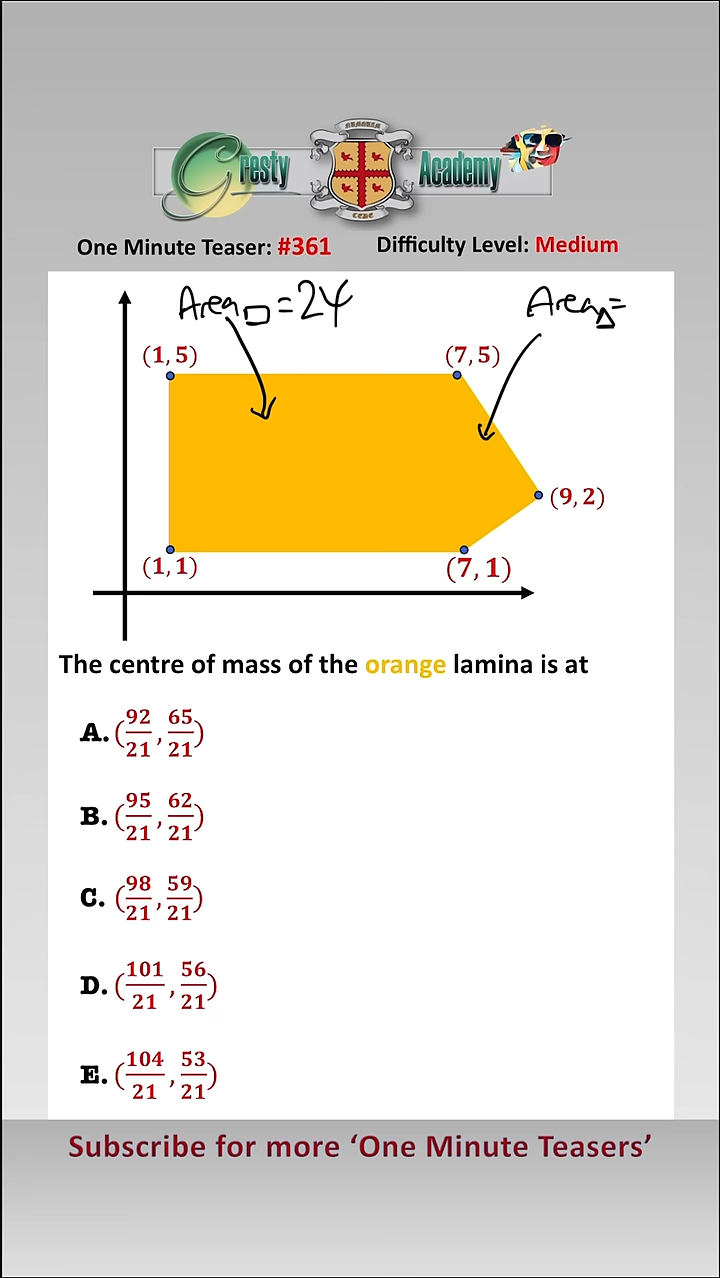 NUMQUAM
Gresty Academy
CEDE
One Minute Teaser: #361 Difficulty Level: Medium
Area□ = 24 Area△ =
(1, 5) (7, 5)
(9, 2)
(1, 1) (7, 1)
The centre of mass of the orange lamina is at
A. (92/21, 65/21)
B. (95/21, 62/21)
C. (98/21, 59/21)
D. (101/21, 56/21)
E. (104/21, 53/21)
Subscribe for more ‘One Minute Teasers’